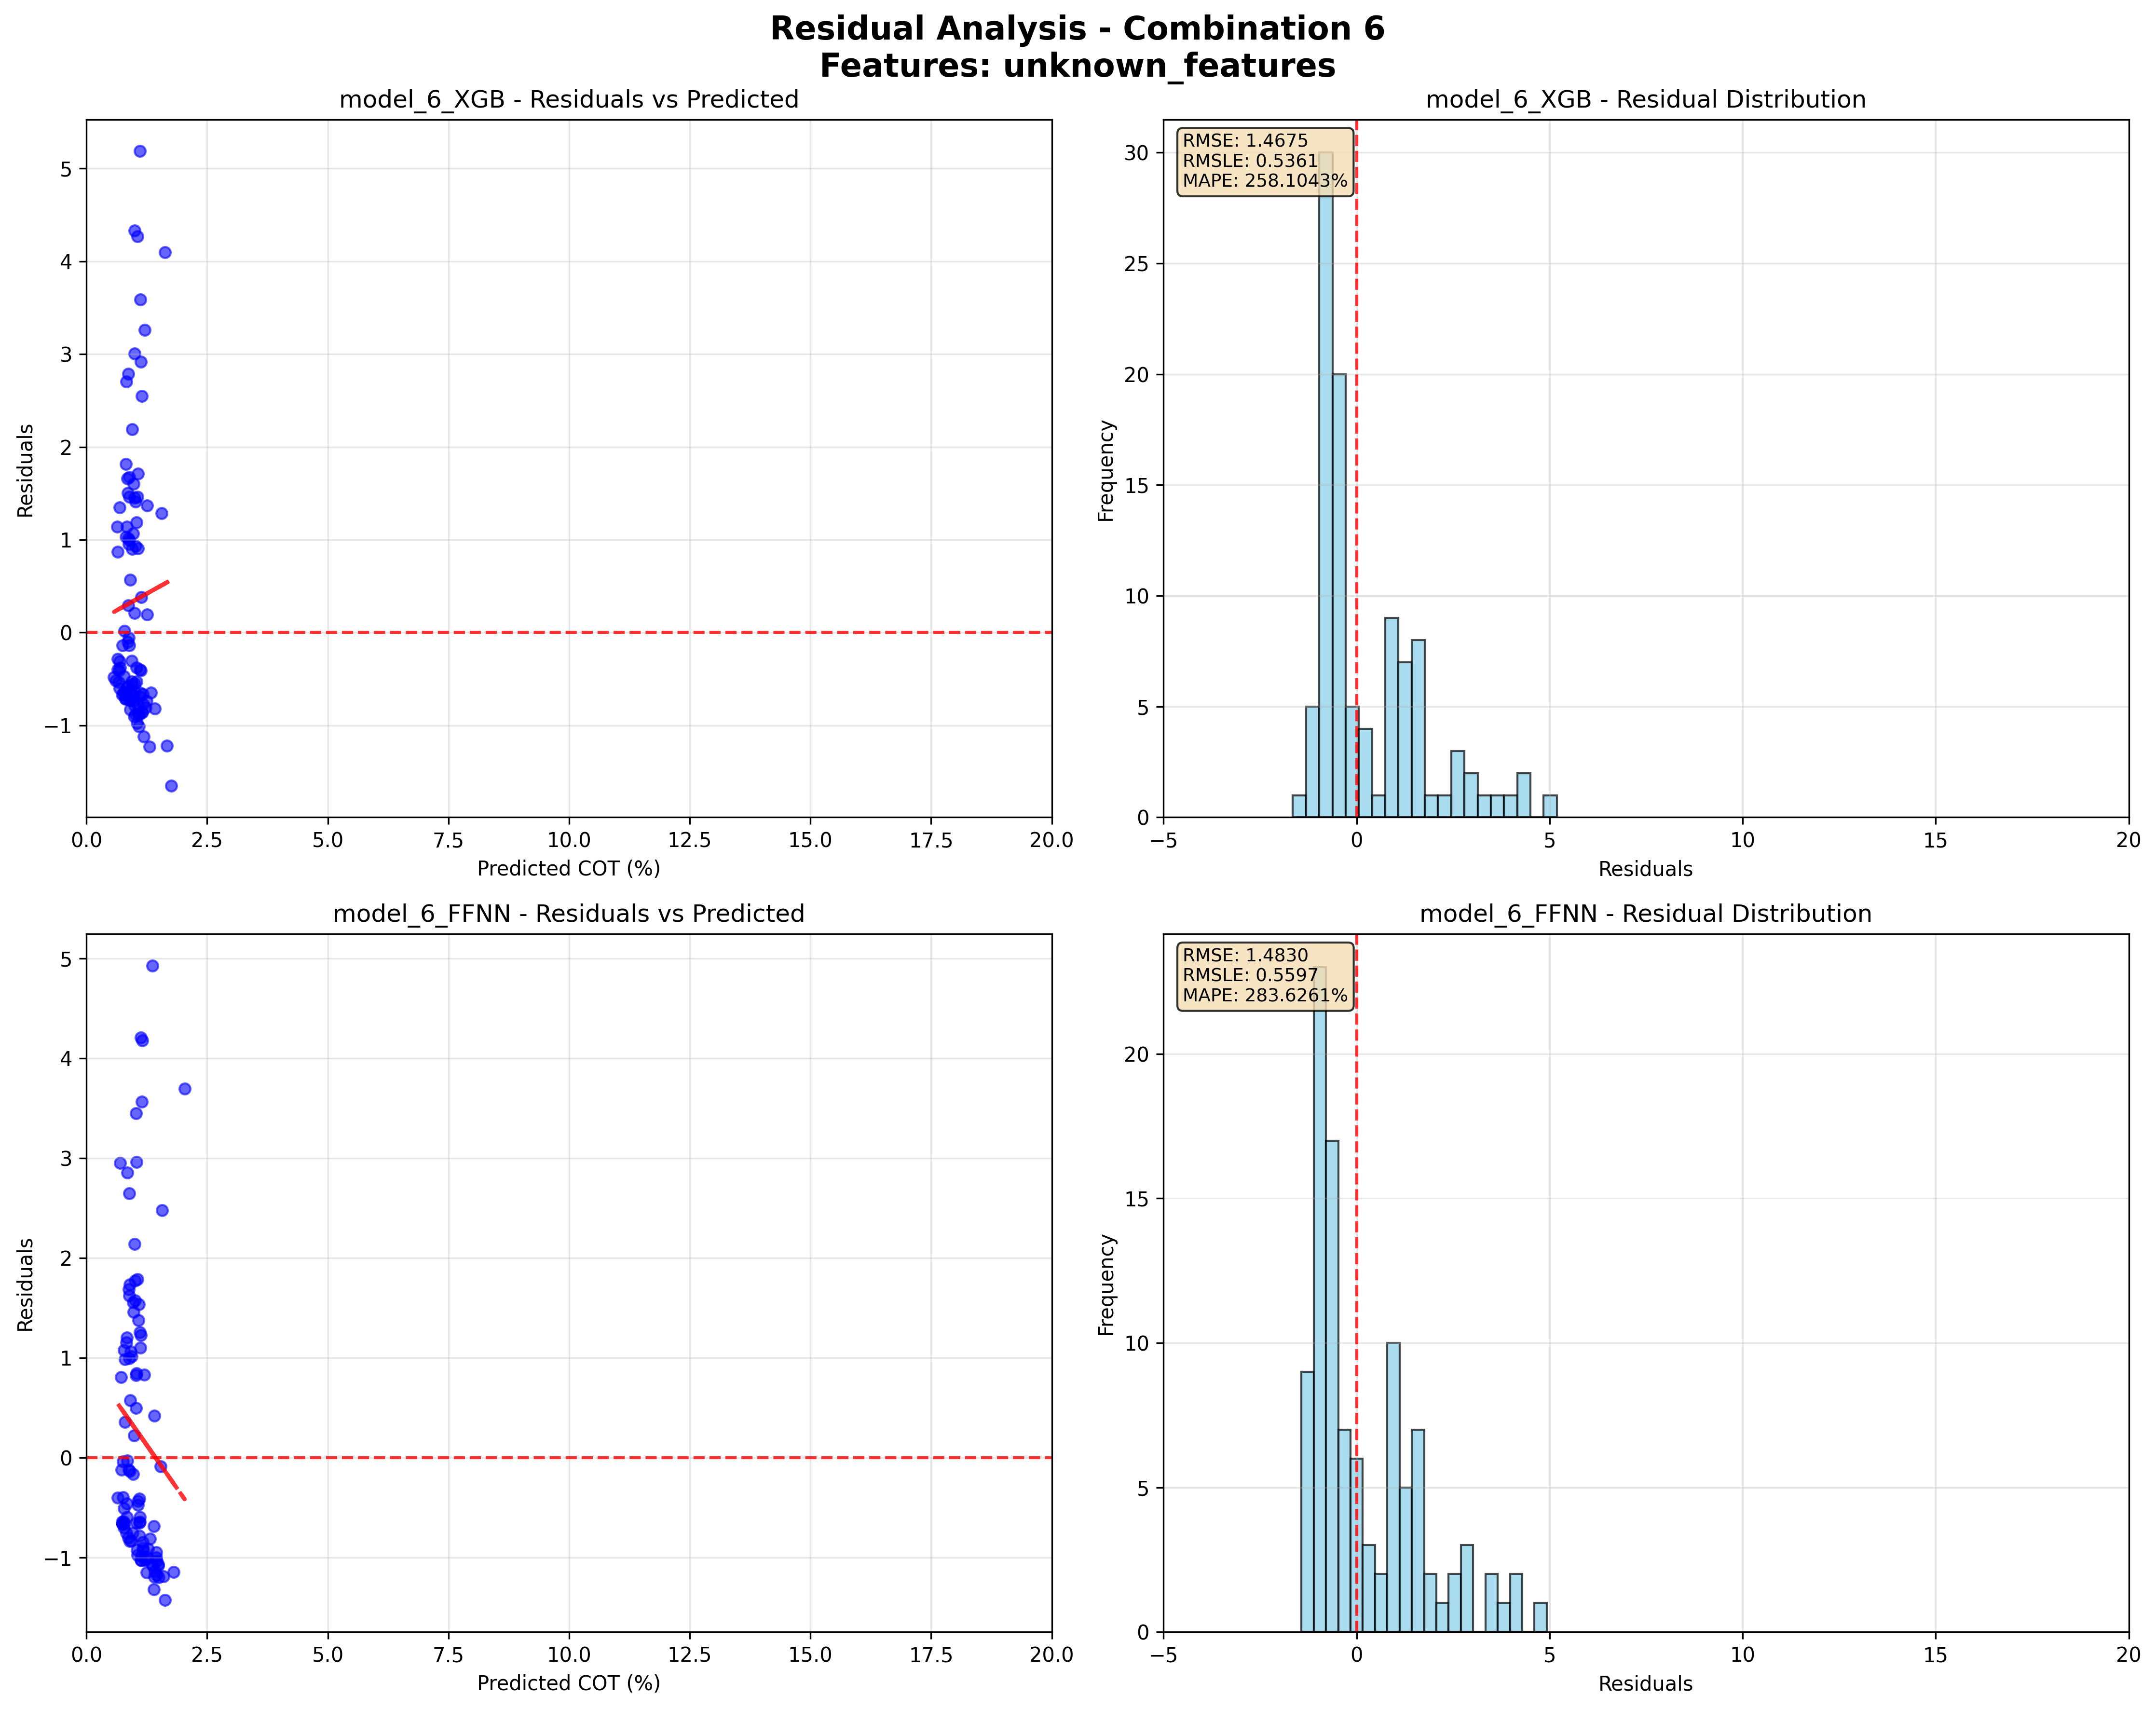 Residual Analysis - Combination 6
Features: unknown_features
model_6_XGB - Residuals vs Predicted
5
4
3
2
1
0
−1
Residuals
0.0 2.5 5.0 7.5 10.0 12.5 15.0 17.5 20.0
Predicted COT (%)
model_6_XGB - Residual Distribution
RMSE: 1.4675
RMSLE: 0.5361
MAPE: 258.1043%
30
25
20
15
10
5
0
Frequency
−5 0 5 10 15 20
Residuals
model_6_FFNN - Residuals vs Predicted
5
4
3
2
1
0
−1
Residuals
0.0 2.5 5.0 7.5 10.0 12.5 15.0 17.5 20.0
Predicted COT (%)
model_6_FFNN - Residual Distribution
RMSE: 1.4830
RMSLE: 0.5597
MAPE: 283.6261%
20
15
10
5
0
Frequency
−5 0 5 10 15 20
Residuals